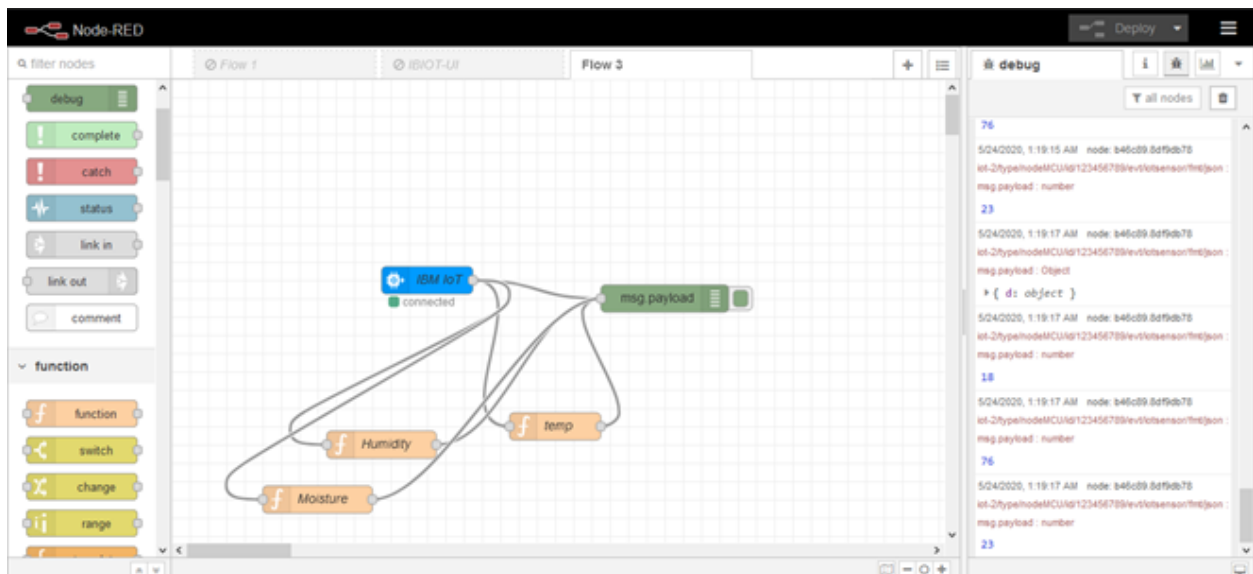 Node-RED
Deploy
filter nodes
Flow 1
IBIOT-UI
Flow 3
debug
i
all nodes
debug
complete
catch
status
link in
link out
comment
function
function
switch
change
range
IBM IoT
connected
msg.payload
temp
Humidity
Moisture
76
5/24/2020, 1:19:15 AM node: b46c89.8df9db78
iot-2/type/nodeMCU/id/123456789/evt/iotsensor/fmt/json :
msg.payload : number
23
5/24/2020, 1:19:17 AM node: b46c89.8df9db78
iot-2/type/nodeMCU/id/123456789/evt/iotsensor/fmt/json :
msg.payload : Object
{ d: object }
5/24/2020, 1:19:17 AM node: b46c89.8df9db78
iot-2/type/nodeMCU/id/123456789/evt/iotsensor/fmt/json :
msg.payload : number
18
5/24/2020, 1:19:17 AM node: b46c89.8df9db78
iot-2/type/nodeMCU/id/123456789/evt/iotsensor/fmt/json :
msg.payload : number
76
5/24/2020, 1:19:17 AM node: b46c89.8df9db78
iot-2/type/nodeMCU/id/123456789/evt/iotsensor/fmt/json :
msg.payload : number
23